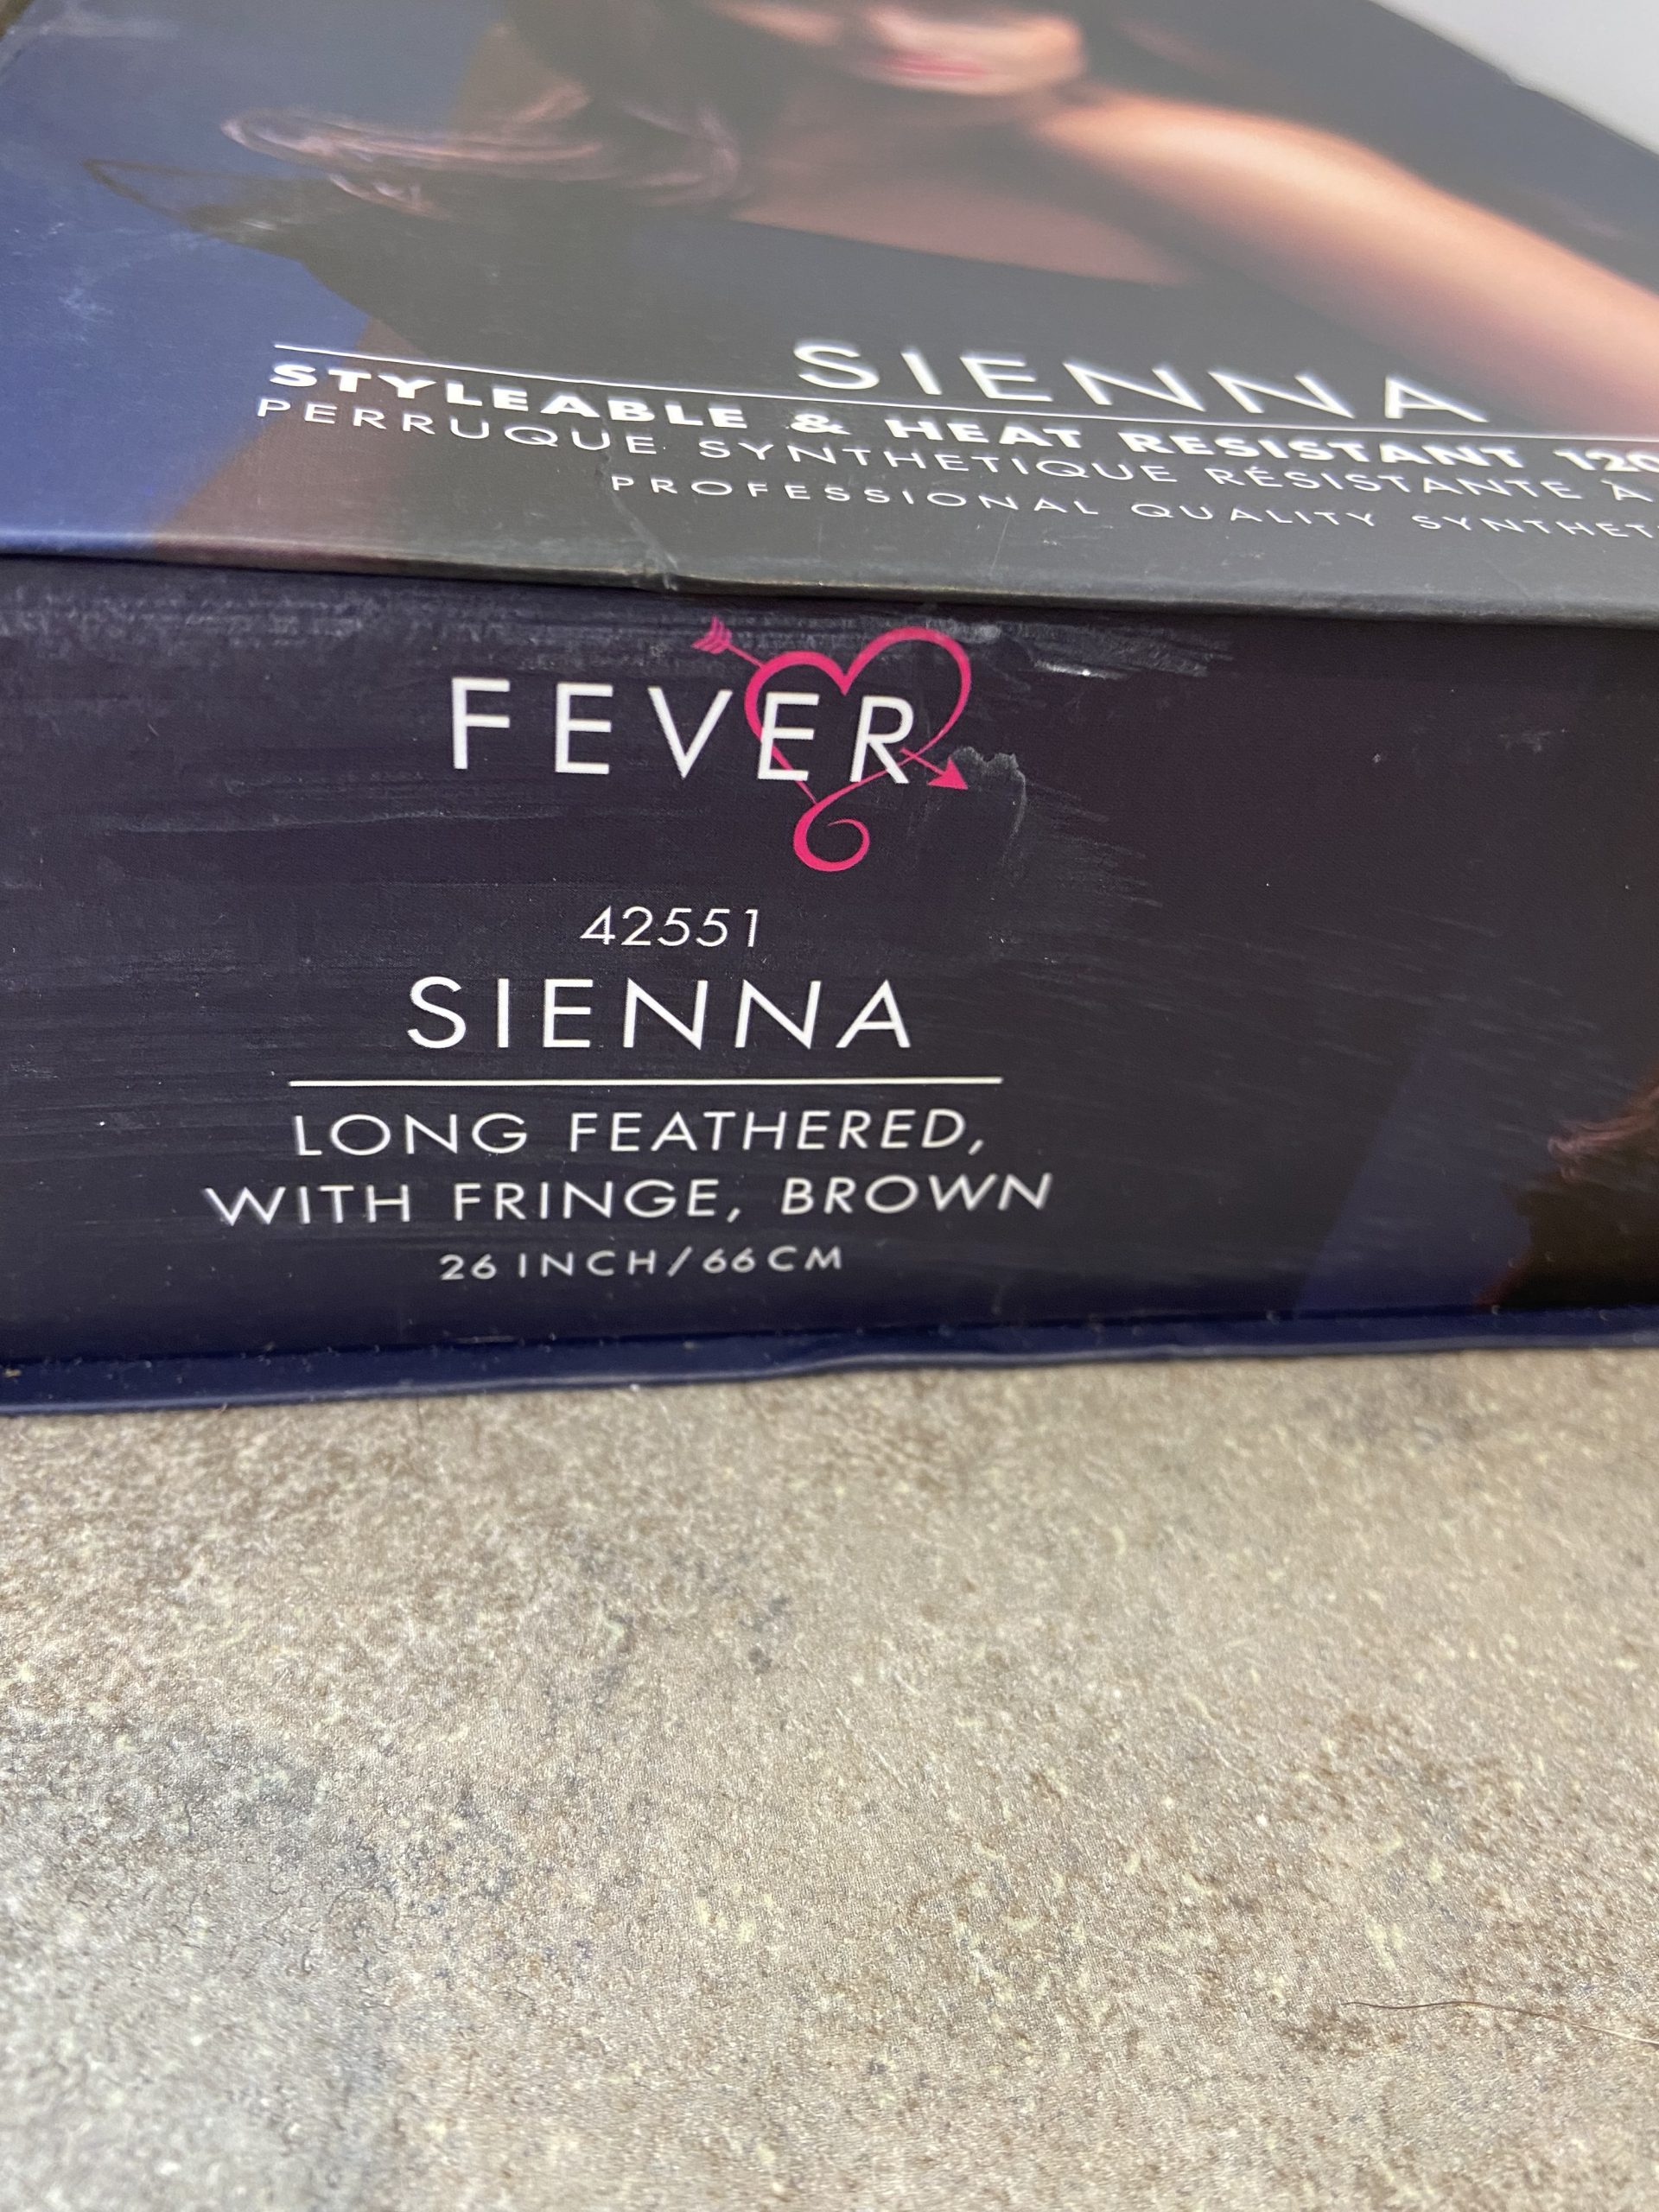 SIENNA
STYLEABLE & HEAT RESISTANT
PERRUQUE SYNTHETIQUE RÉSISTANTE À
PROFESSIONAL QUALITY
FEVER
42551
SIENNA
LONG FEATHERED,
WITH FRINGE, BROWN
26 INCH/66CM